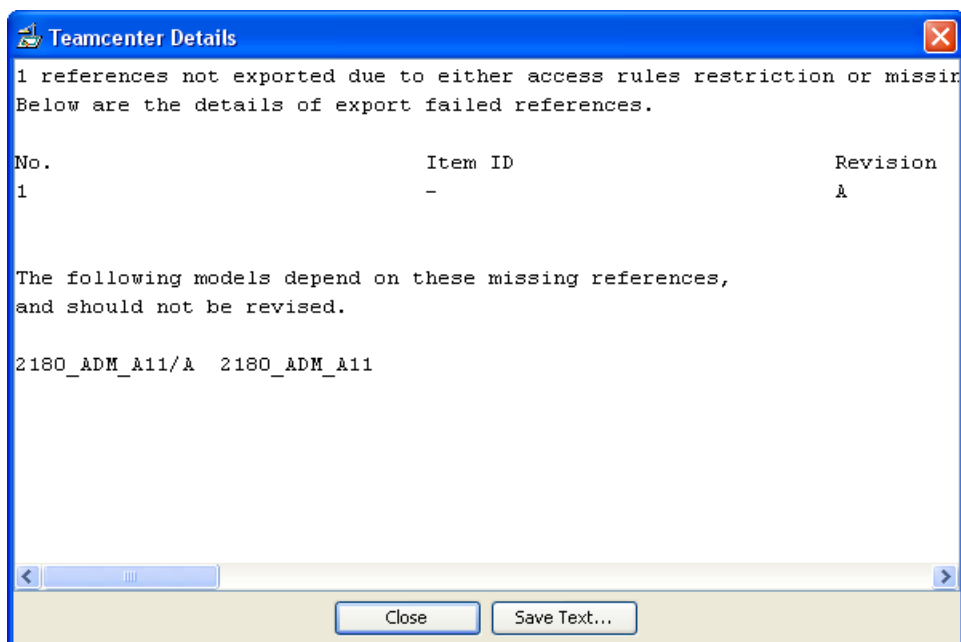 Teamcenter Details
1 references not exported due to either access rules restriction or missin
Below are the details of export failed references.
No. Item ID Revision
1 - A
The following models depend on these missing references,
and should not be revised.
2180_ADM_A11/A 2180_ADM_A11
Close Save Text...